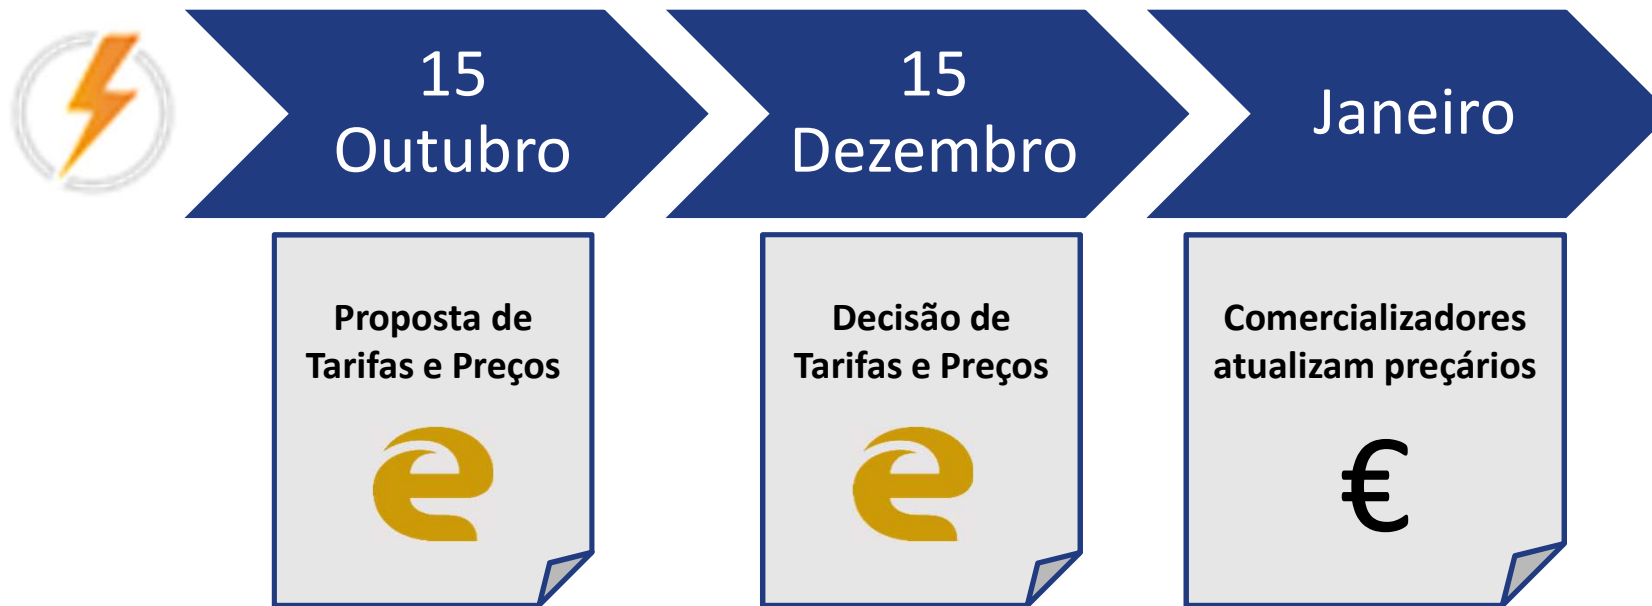 15
Outubro
15
Dezembro
Janeiro
Proposta de
Tarifas e Preços
Decisão de
Tarifas e Preços
Comercializadores
atualizam preçários
€